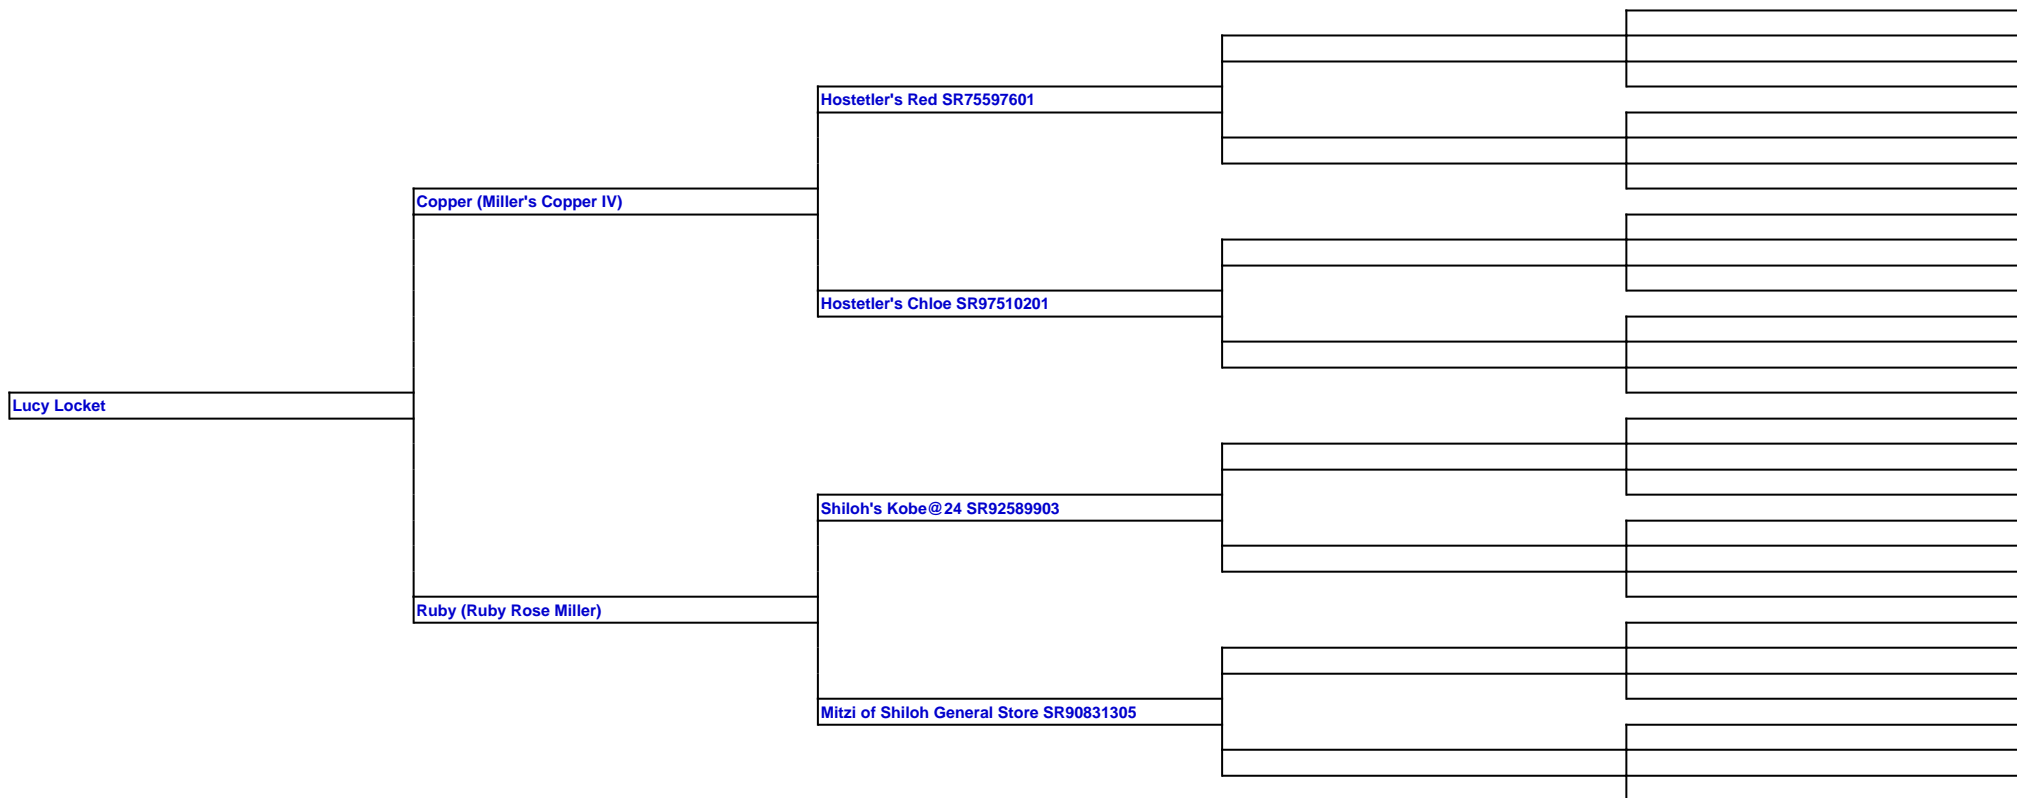 Hostetler's Red SR75597601
Copper (Miller's Copper IV)
Hostetler's Chloe SR97510201
Lucy Locket
Shiloh's Kobe@24 SR92589903
Ruby (Ruby Rose Miller)
Mitzi of Shiloh General Store SR90831305